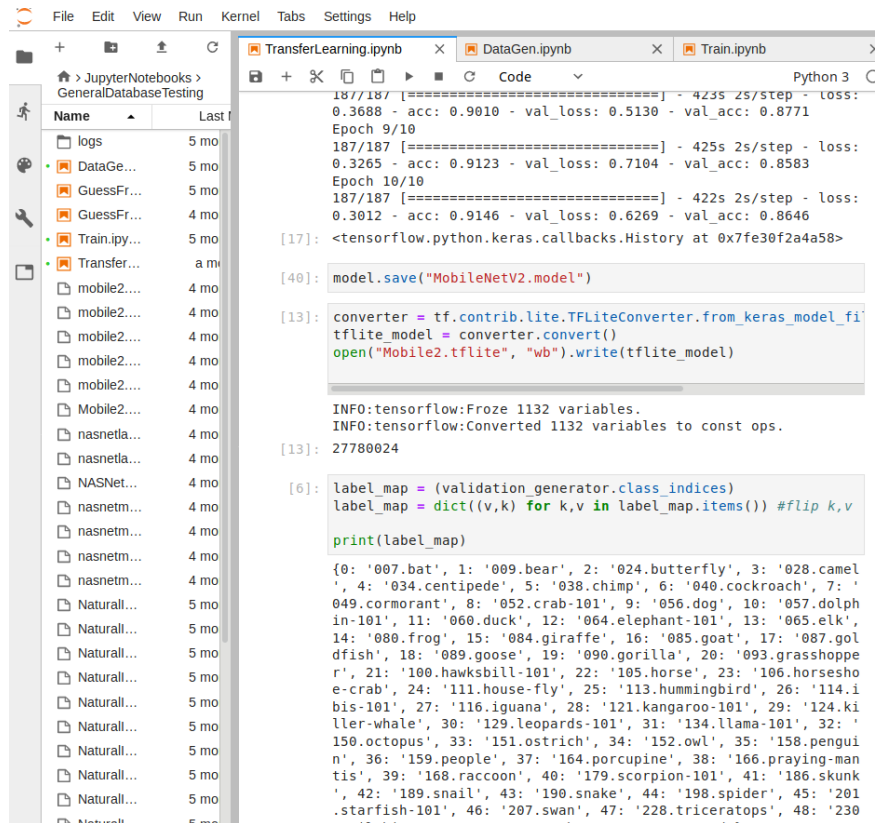 File Edit View Run Kernel Tabs Settings Help
TransferLearning.ipynb
DataGen.ipynb
Train.ipynb
Code
Python 3
JupyterNotebooks
GeneralDatabaseTesting
Name
Last
logs 5 mo
DataGe… 5 mo
GuessFr… 5 mo
GuessFr… 4 mo
Train.ipy… 5 mo
Transfer… a mo
mobile2.… 4 mo
mobile2.… 4 mo
mobile2.… 4 mo
mobile2.… 4 mo
mobile2.… 4 mo
Mobile2.… 4 mo
nasnetla… 4 mo
nasnetla… 4 mo
NASNet… 4 mo
nasnetm… 4 mo
nasnetm… 4 mo
nasnetm… 4 mo
nasnetm… 4 mo
NaturalI… 5 mo
NaturalI… 5 mo
NaturalI… 5 mo
NaturalI… 5 mo
NaturalI… 5 mo
NaturalI… 5 mo
NaturalI… 5 mo
NaturalI… 5 mo
NaturalI… 5 mo
NaturalI… 5 mo
187/187 [==============================] - 423s 2s/step - loss:
0.3688 - acc: 0.9010 - val_loss: 0.5130 - val_acc: 0.8771
Epoch 9/10
187/187 [==============================] - 425s 2s/step - loss:
0.3265 - acc: 0.9123 - val_loss: 0.7104 - val_acc: 0.8583
Epoch 10/10
187/187 [==============================] - 422s 2s/step - loss:
0.3012 - acc: 0.9146 - val_loss: 0.6269 - val_acc: 0.8646
[17]: <tensorflow.python.keras.callbacks.History at 0x7fe30f2a4a58>
[40]: model.save("MobileNetV2.model")
[13]: converter = tf.contrib.lite.TFLiteConverter.from_keras_model_fi
tflite_model = converter.convert()
open("Mobile2.tflite", "wb").write(tflite_model)
INFO:tensorflow:Froze 1132 variables.
INFO:tensorflow:Converted 1132 variables to const ops.
[13]: 27780024
[6]: label_map = (validation_generator.class_indices)
label_map = dict((v,k) for k,v in label_map.items()) #flip k,v
print(label_map)
{0: '007.bat', 1: '009.bear', 2: '024.butterfly', 3: '028.camel
', 4: '034.centipede', 5: '038.chimp', 6: '040.cockroach', 7: '
049.cormorant', 8: '052.crab-101', 9: '056.dog', 10: '057.dolph
in-101', 11: '060.duck', 12: '064.elephant-101', 13: '065.elk',
14: '080.frog', 15: '084.giraffe', 16: '085.goat', 17: '087.gol
dfish', 18: '089.goose', 19: '090.gorilla', 20: '093.grasshoppe
r', 21: '100.hawksbill-101', 22: '105.horse', 23: '106.horsesho
e-crab', 24: '111.house-fly', 25: '113.hummingbird', 26: '114.i
bis-101', 27: '116.iguana', 28: '121.kangaroo-101', 29: '124.ki
ller-whale', 30: '129.leopards-101', 31: '134.llama-101', 32: '
150.octopus', 33: '151.ostrich', 34: '152.owl', 35: '158.pengui
n', 36: '159.people', 37: '164.porcupine', 38: '166.praying-man
tis', 39: '168.raccoon', 40: '179.scorpion-101', 41: '186.skunk
', 42: '189.snail', 43: '190.snake', 44: '198.spider', 45: '201
.starfish-101', 46: '207.swan', 47: '228.triceratops', 48: '230